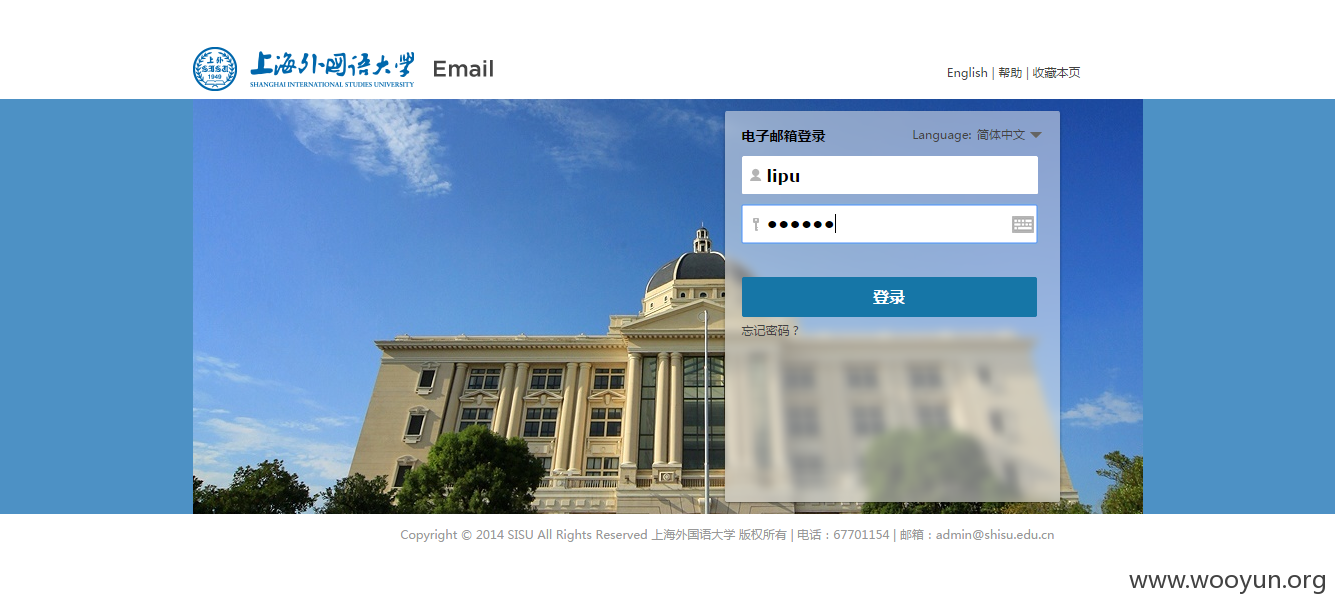 上海外国语大学 Email
SHANGHAI INTERNATIONAL STUDIES UNIVERSITY
上外
1949
English | 帮助 | 收藏本页
电子邮箱登录 Language: 简体中文
lipu
●●●●●●
登录
忘记密码？
Copyright © 2014 SISU All Rights Reserved 上海外国语大学 版权所有 | 电话：67701154 | 邮箱：admin@shisu.edu.cn
www.wooyun.org